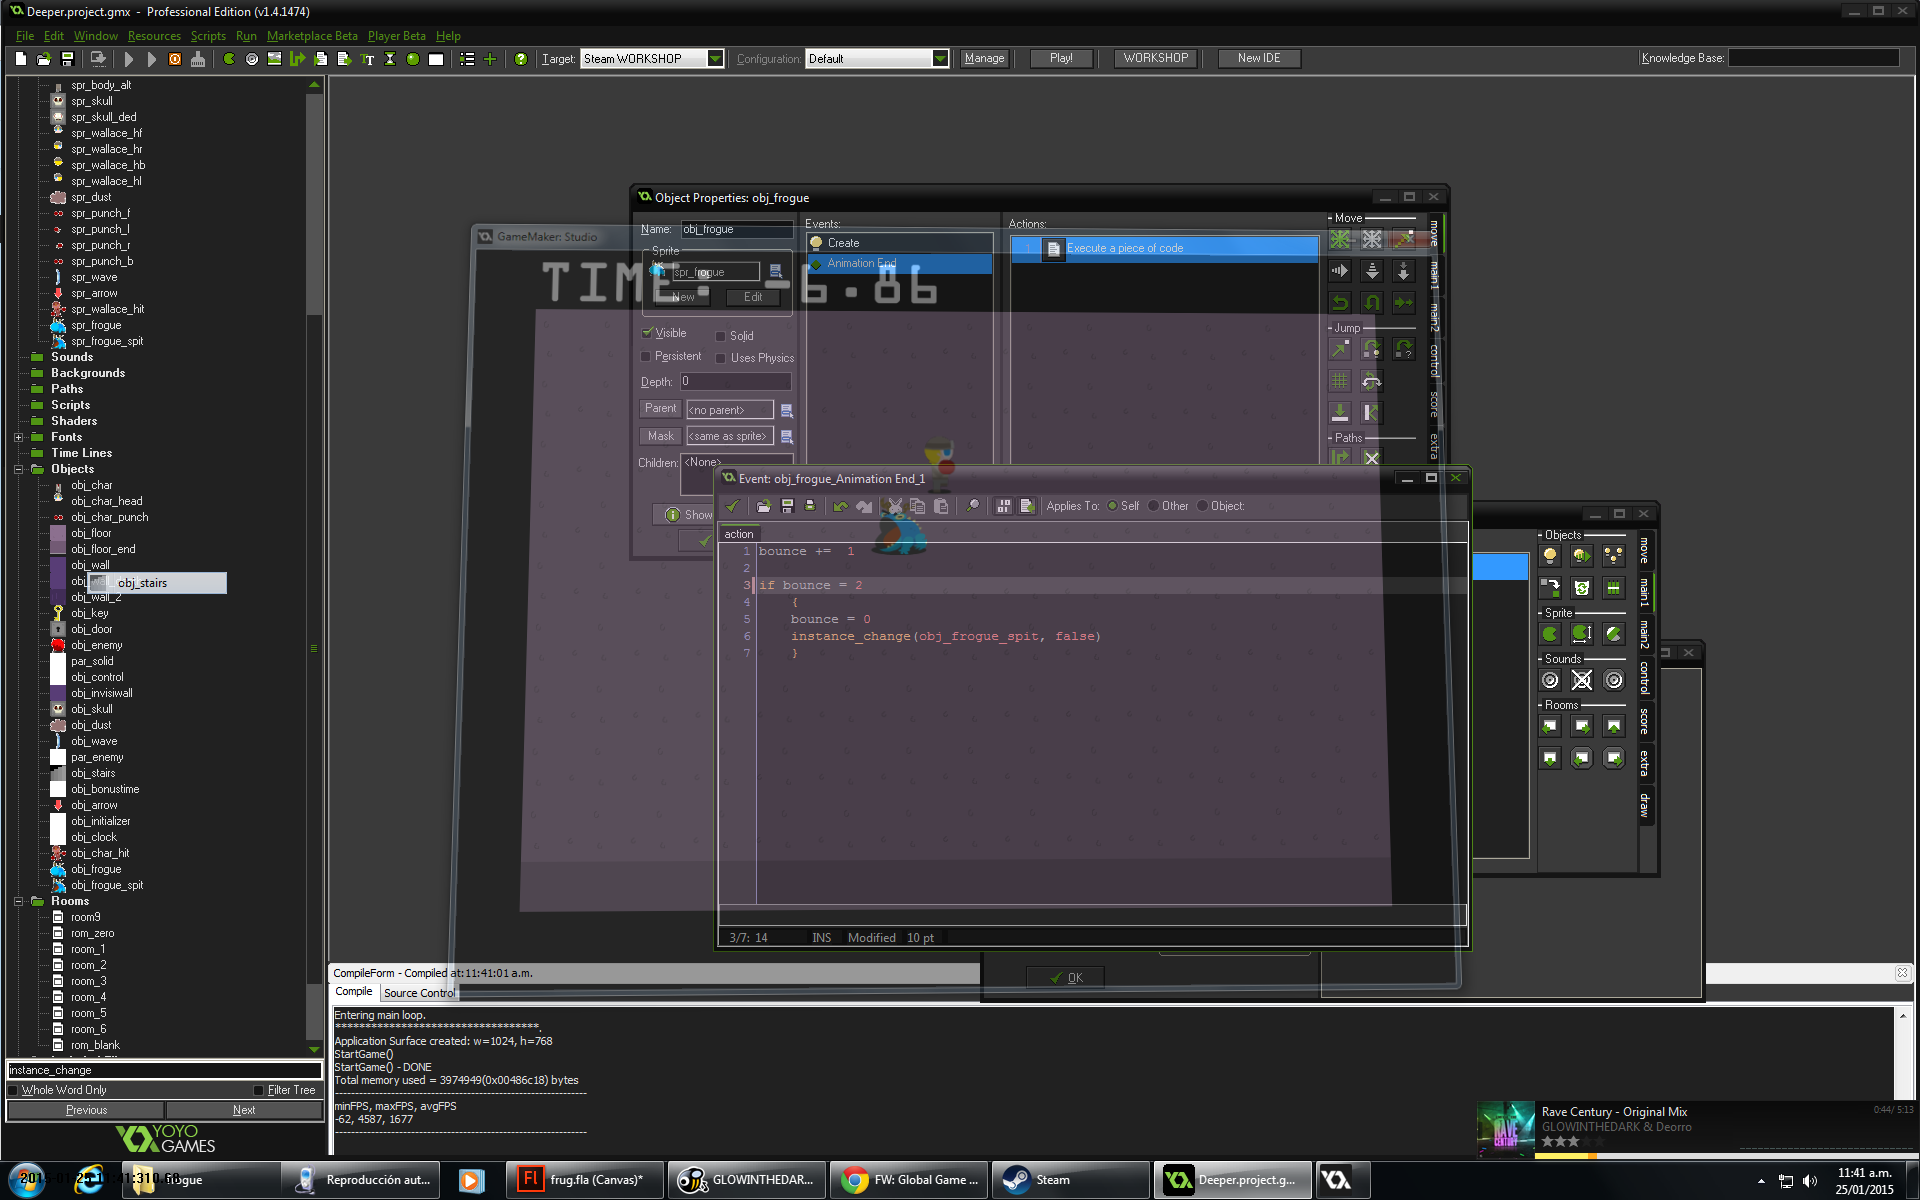 Deeper.project.gmx - Professional Edition (v1.4.1474)
File Edit Window Resources Scripts Run Marketplace Beta Player Beta Help
Target: Steam WORKSHOP Configuration: Default Manage Play! WORKSHOP New IDE Knowledge Base:
spr_body_alt
spr_skull
spr_skull_ded
spr_wallace_hf
spr_wallace_hr
spr_wallace_hb
spr_wallace_hl
spr_dust
spr_punch_f
spr_punch_l
spr_punch_r
spr_punch_b
spr_wave
spr_arrow
spr_wallace_hit
spr_frogue
spr_frogue_spit
Sounds
Backgrounds
Paths
Scripts
Shaders
Fonts
Time Lines
Objects
obj_char
obj_char_head
obj_char_punch
obj_floor
obj_floor_end
obj_wall
obj_stairs
obj_wall_2
obj_key
obj_door
obj_enemy
par_solid
obj_control
obj_invisiwall
obj_skull
obj_dust
obj_wave
par_enemy
obj_stairs
obj_bonustime
obj_arrow
obj_initializer
obj_clock
obj_char_hit
obj_frogue
obj_frogue_spit
Rooms
room9
rom_zero
room_1
room_2
room_3
room_4
room_5
room_6
rom_blank
instance_change
Whole Word Only Filter Tree
Previous Next
YOYO GAMES
Object Properties: obj_frogue
Name: obj_frogue
Sprite
spr_frogue
New Edit
Visible Solid
Persistent Uses Physics
Depth: 0
Parent <no parent>
Mask <same as sprite>
Children: <None>
Show
Events:
Create
Animation End
Actions:
1 Execute a piece of code
Move
Jump
Paths
move
main1
main2
control
score
extra
GameMaker: Studio
TIME: -6.86
Event: obj_frogue_Animation End_1
Applies To: Self Other Object:
action
1 bounce += 1
2
3 if bounce = 2
4 {
5 bounce = 0
6 instance_change(obj_frogue_spit, false)
7 }
3/7: 14 INS Modified 10 pt
Objects
Sprite
Sounds
Rooms
move
main1
main2
control
score
extra
draw
OK
CompileForm - Compiled at:11:41:01 a.m.
Compile Source Control
Entering main loop.
Application Surface created: w=1024, h=768
StartGame()
StartGame() - DONE
Total memory used = 3974949(0x00486c18) bytes
minFPS, maxFPS, avgFPS
-62, 4587, 1677
RAVE CENTURY
Rave Century - Original Mix
GLOWINTHEDARK & Deorro
0:44/ 5:13
frogue
Reproducción aut...
frug.fla (Canvas)*
GLOWINTHEDAR...
FW: Global Game ...
Steam
Deeper.project.g...
11:41 a.m.
25/01/2015